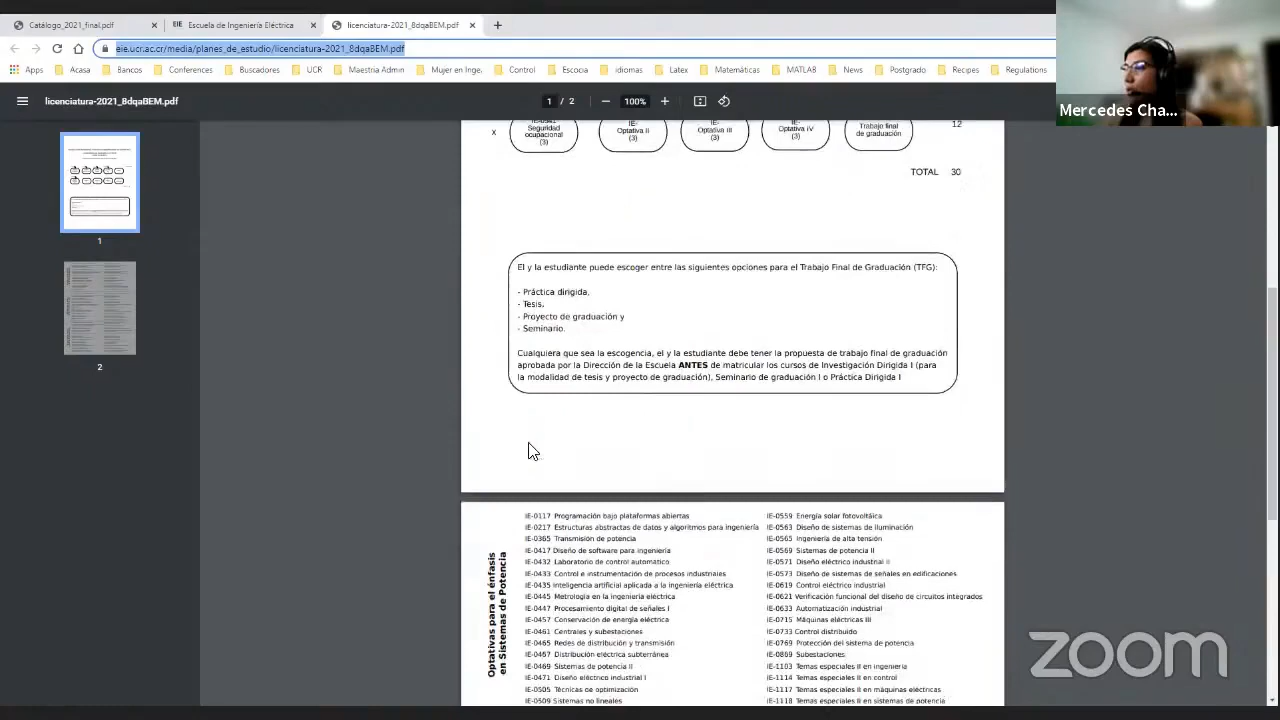 Catálogo_2021_final.pdf
IIE Escuela de Ingeniería Eléctrica
licenciatura-2021_8dqaBEM.pdf
eie.ucr.ac.cr/media/planes_de_estudio/licenciatura-2021_8dqaBEM.pdf
Apps Acasa Bancos Conferences Buscadores UCR Maestria Admin Mujer en Inge. Control Escocia idiomas Latex Matemáticas MATLAB News Postgrado Recipes Regulations
licenciatura-2021_8dqaBEM.pdf
1 / 2
100%
Mercedes Cha...
1
2
X
Seguridad
ocupacional
(3)
IE-
Optativa II
(3)
IE-
Optativa III
(3)
IE-
Optativa IV
(3)
Trabajo final
de graduación
12
TOTAL 30
El y la estudiante puede escoger entre las siguientes opciones para el Trabajo Final de Graduación (TFG):
- Práctica dirigida,
- Tesis,
- Proyecto de graduación y
- Seminario.
Cualquiera que sea la escogencia, el y la estudiante debe tener la propuesta de trabajo final de graduación
aprobada por la Dirección de la Escuela ANTES de matricular los cursos de Investigación Dirigida I (para
la modalidad de tesis y proyecto de graduación), Seminario de graduación I o Práctica Dirigida I
Optativas para el énfasis
en Sistemas de Potencia
IE-0117 Programación bajo plataformas abiertas
IE-0217 Estructuras abstractas de datos y algoritmos para ingeniería
IE-0365 Transmisión de potencia
IE-0417 Diseño de software para ingeniería
IE-0432 Laboratorio de control automático
IE-0433 Control e instrumentación de procesos industriales
IE-0435 Inteligencia artificial aplicada a la ingeniería eléctrica
IE-0445 Metrología en la ingeniería eléctrica
IE-0447 Procesamiento digital de señales I
IE-0457 Conservación de energía eléctrica
IE-0461 Centrales y subestaciones
IE-0465 Redes de distribución y transmisión
IE-0467 Distribución eléctrica subterránea
IE-0469 Sistemas de potencia II
IE-0471 Diseño eléctrico industrial I
IE-0505 Técnicas de optimización
IE-0509 Sistemas no lineales
IE-0559 Energía solar fotovoltáica
IE-0563 Diseño de sistemas de iluminación
IE-0565 Ingeniería de alta tensión
IE-0569 Sistemas de potencia II
IE-0571 Diseño eléctrico industrial II
IE-0573 Diseño de sistemas de señales en edificaciones
IE-0619 Control eléctrico industrial
IE-0621 Verificación funcional del diseño de circuitos integrados
IE-0633 Automatización industrial
IE-0715 Máquinas eléctricas III
IE-0733 Control distribuido
IE-0769 Protección del sistema de potencia
IE-0869 Subestaciones
IE-1103 Temas especiales II en ingeniería
IE-1114 Temas especiales II en control
IE-1117 Temas especiales II en máquinas eléctricas
IE-1118 Temas especiales II en sistemas de potencia
zoom